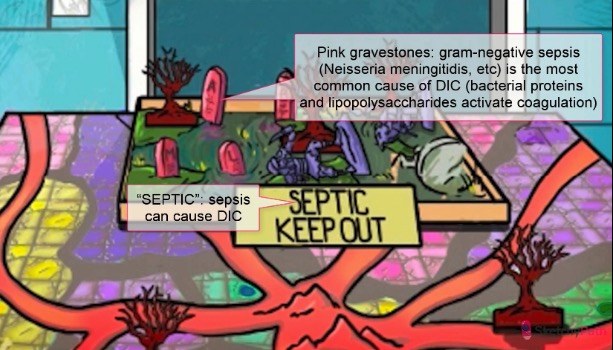 Pink gravestones: gram-negative sepsis
(Neisseria meningitidis, etc) is the most
common cause of DIC (bacterial proteins
and lipopolysaccharides activate coagulation)
“SEPTIC”: sepsis
can cause DIC
SEPTIC
KEEP OUT